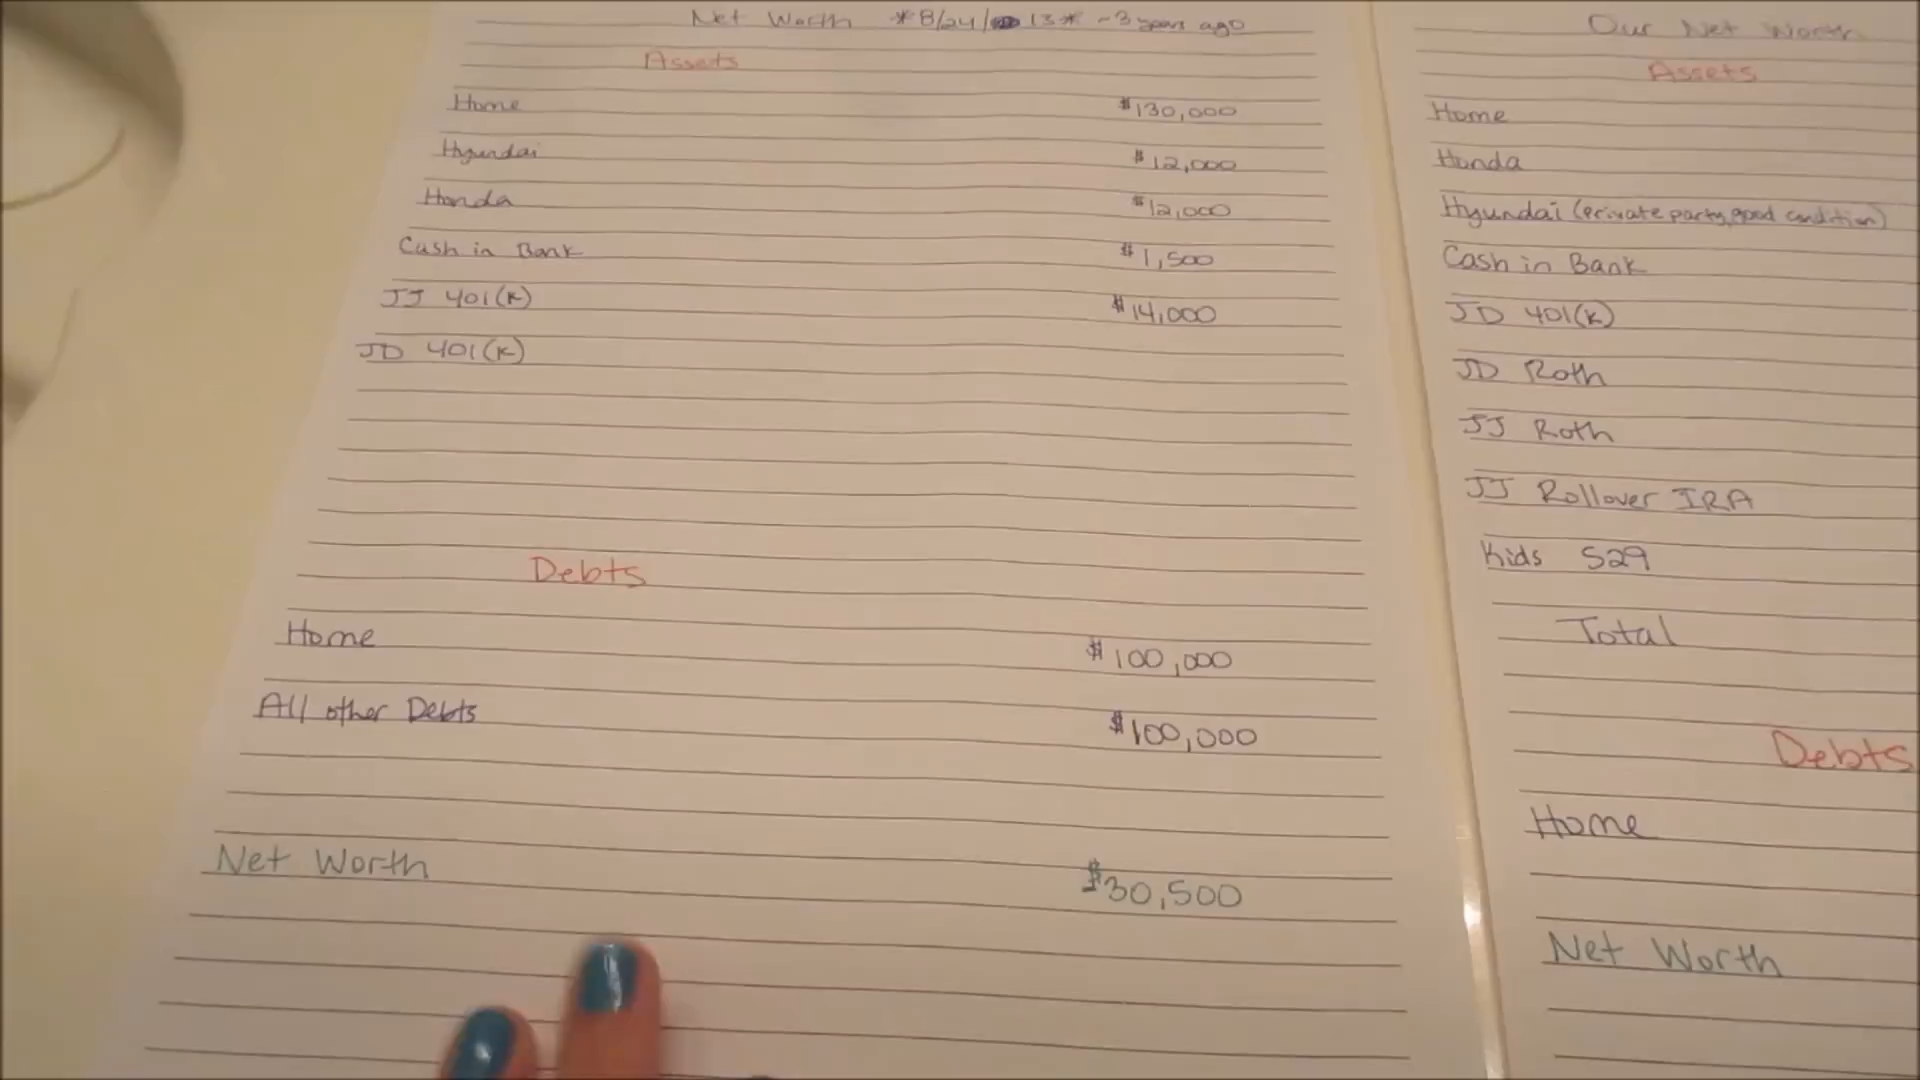 Net Worth *8/24/13* ~3 years ago
Assets
Home $130,000
Hyundai $12,000
Honda $12,000
Cash in Bank $1,500
JJ 401(K) $14,000
JD 401(K)
Debts
Home $100,000
All other Debts $100,000
Net Worth $30,500
Our Net Worth
Assets
Home
Honda
Hyundai (private party, good condition)
Cash in Bank
JD 401(K)
JD Roth
JJ Roth
JJ Rollover IRA
Kids 529
Total
Debts
Home
Net Worth